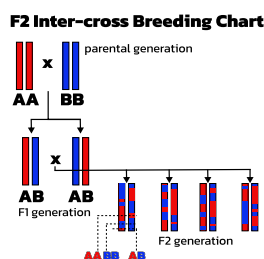 F2 Inter-cross Breeding Chart
parental generation
x
AA BB
x
AB AB
F1 generation
F2 generation
AA BB AB